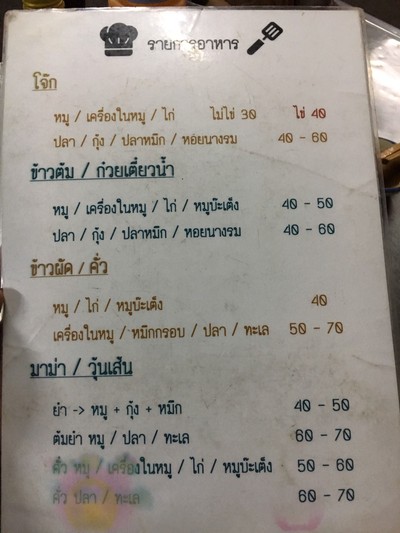 รายการอาหาร
โจ๊ก
หมู / เครื่องในหมู / ไก่ ไม่ไข่ 30 ไข่ 40
ปลา / กุ้ง / ปลาหมึก / หอยนางรม 40 - 60
ข้าวต้ม / ก๋วยเตี๋ยวน้ำ
หมู / เครื่องในหมู / ไก่ / หมูบ๊ะเต็ง 40 - 50
ปลา / กุ้ง / ปลาหมึก / หอยนางรม 40 - 60
ข้าวผัด / คั่ว
หมู / ไก่ / หมูบ๊ะเต็ง 40
เครื่องในหมู / หมึกกรอบ / ปลา / ทะเล 50 - 70
มาม่า / วุ้นเส้น
ยำ -> หมู + กุ้ง + หมึก 40 - 50
ต้มยำ หมู / ปลา / ทะเล 60 - 70
คั่ว หมู / เครื่องในหมู / ไก่ / หมูบ๊ะเต็ง 50 - 60
คั่ว ปลา / ทะเล 60 - 70